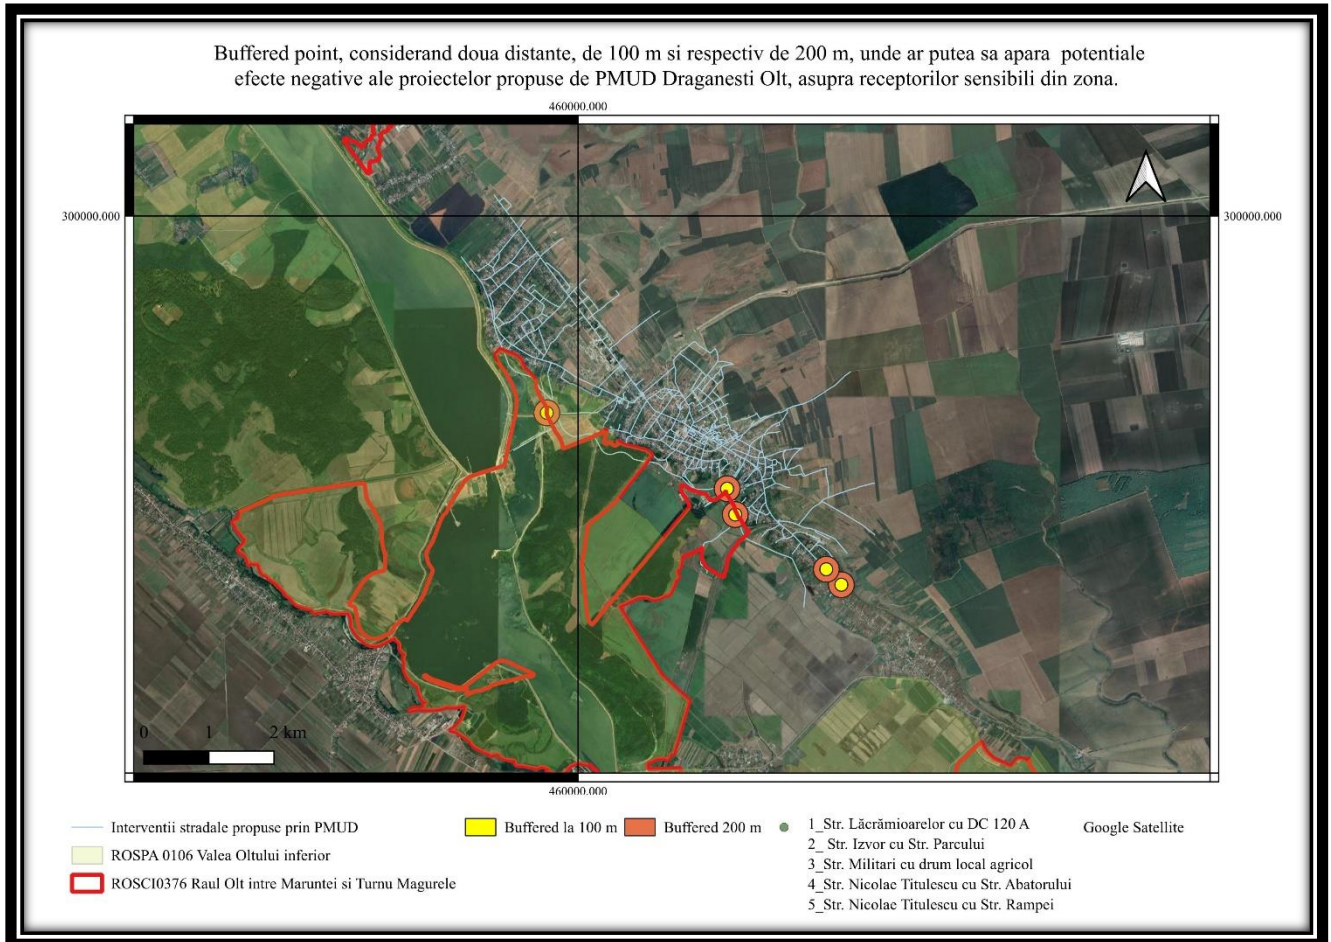 Buffered point, considerand doua distante, de 100 m si respectiv de 200 m, unde ar putea sa apara potentiale
efecte negative ale proiectelor propuse de PMUD Draganesti Olt, asupra receptorilor sensibili din zona.
460000.000
300000.000
300000.000
0 1 2 km
460000.000
Interventii stradale propuse prin PMUD
ROSPA 0106 Valea Oltului inferior
ROSCI0376 Raul Olt intre Maruntei si Turnu Magurele
Buffered la 100 m
Buffered 200 m
1_Str. Lăcrămioarelor cu DC 120 A
2_ Str. Izvor cu Str. Parcului
3_Str. Militari cu drum local agricol
4_Str. Nicolae Titulescu cu Str. Abatorului
5_Str. Nicolae Titulescu cu Str. Rampei
Google Satellite